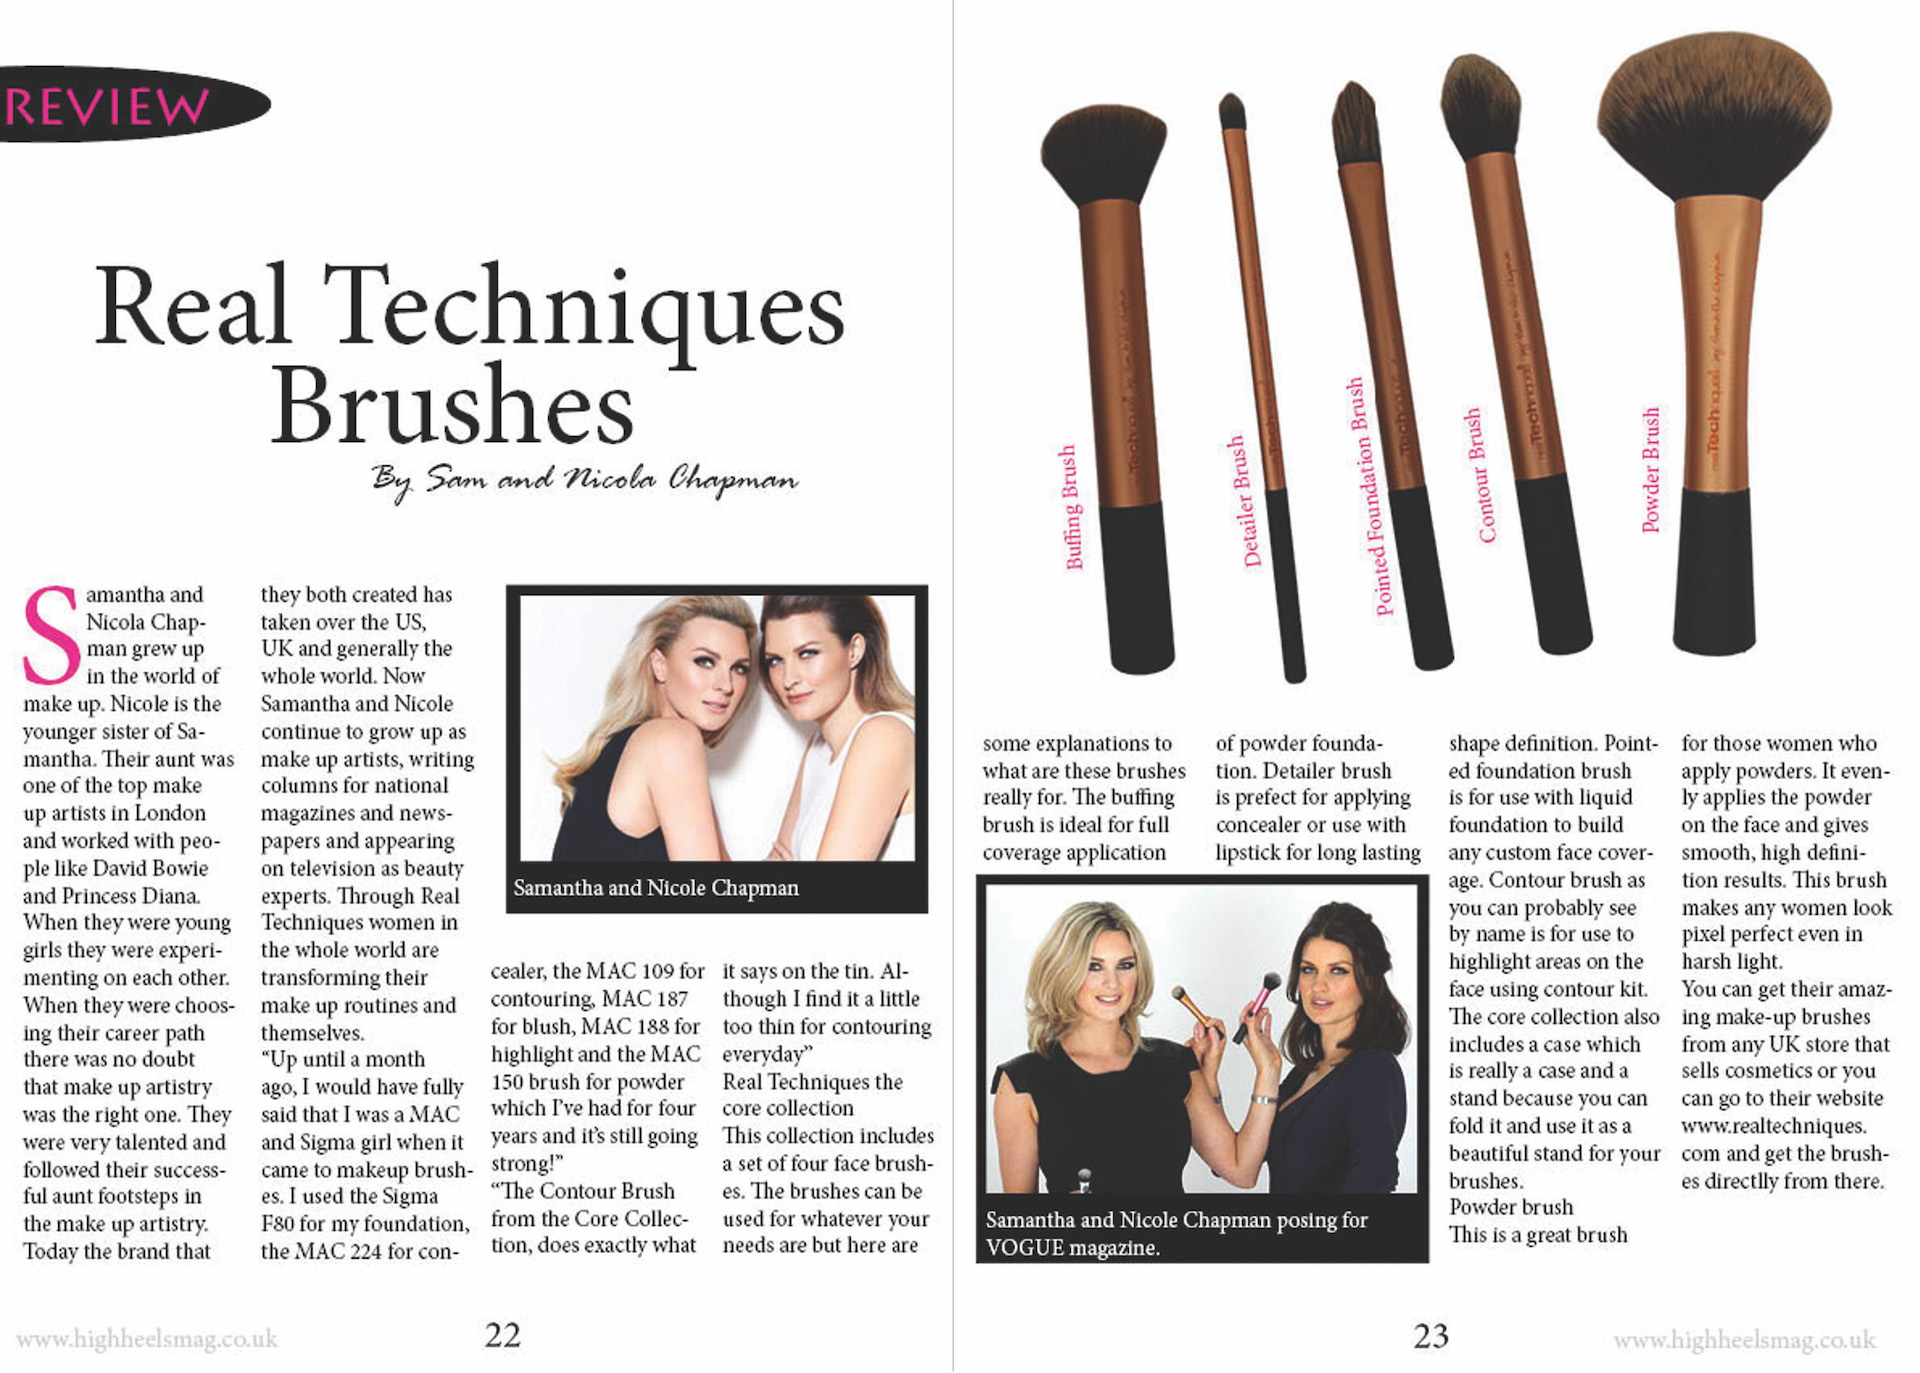 REVIEW
Real Techniques
Brushes
By Sam and Nicola Chapman
Samantha and
Nicola Chap-
man grew up
in the world of
make up. Nicole is the
younger sister of Sa-
mantha. Their aunt was
one of the top make
up artists in London
and worked with peo-
ple like David Bowie
and Princess Diana.
When they were young
girls they were experi-
menting on each other.
When they were choos-
ing their career path
there was no doubt
that make up artistry
was the right one. They
were very talented and
followed their success-
ful aunt footsteps in
the make up artistry.
Today the brand that
they both created has
taken over the US,
UK and generally the
whole world. Now
Samantha and Nicole
continue to grow up as
make up artists, writing
columns for national
magazines and news-
papers and appearing
on television as beauty
experts. Through Real
Techniques women in
the whole world are
transforming their
make up routines and
themselves.
“Up until a month
ago, I would have fully
said that I was a MAC
and Sigma girl when it
came to makeup brush-
es. I used the Sigma
F80 for my foundation,
the MAC 224 for con-
Samantha and Nicole Chapman
cealer, the MAC 109 for
contouring, MAC 187
for blush, MAC 188 for
highlight and the MAC
150 brush for powder
which I’ve had for four
years and it’s still going
strong!”
“The Contour Brush
from the Core Collec-
tion, does exactly what
it says on the tin. Al-
though I find it a little
too thin for contouring
everyday”
Real Techniques the
core collection
This collection includes
a set of four face brush-
es. The brushes can be
used for whatever your
needs are but here are
www.highheelsmag.co.uk
22
Buffing Brush
Detailer Brush
Pointed Foundation Brush
Contour Brush
Powder Brush
some explanations to
what are these brushes
really for. The buffing
brush is ideal for full
coverage application
of powder founda-
tion. Detailer brush
is prefect for applying
concealer or use with
lipstick for long lasting
Samantha and Nicole Chapman posing for
VOGUE magazine.
shape definition. Point-
ed foundation brush
is for use with liquid
foundation to build
any custom face cover-
age. Contour brush as
you can probably see
by name is for use to
highlight areas on the
face using contour kit.
The core collection also
includes a case which
is really a case and a
stand because you can
fold it and use it as a
beautiful stand for your
brushes.
Powder brush
This is a great brush
for those women who
apply powders. It even-
ly applies the powder
on the face and gives
smooth, high defini-
tion results. This brush
makes any women look
pixel perfect even in
harsh light.
You can get their amaz-
ing make-up brushes
from any UK store that
sells cosmetics or you
can go to their website
www.realtechniques.
com and get the brush-
es directlly from there.
23
www.highheelsmag.co.uk